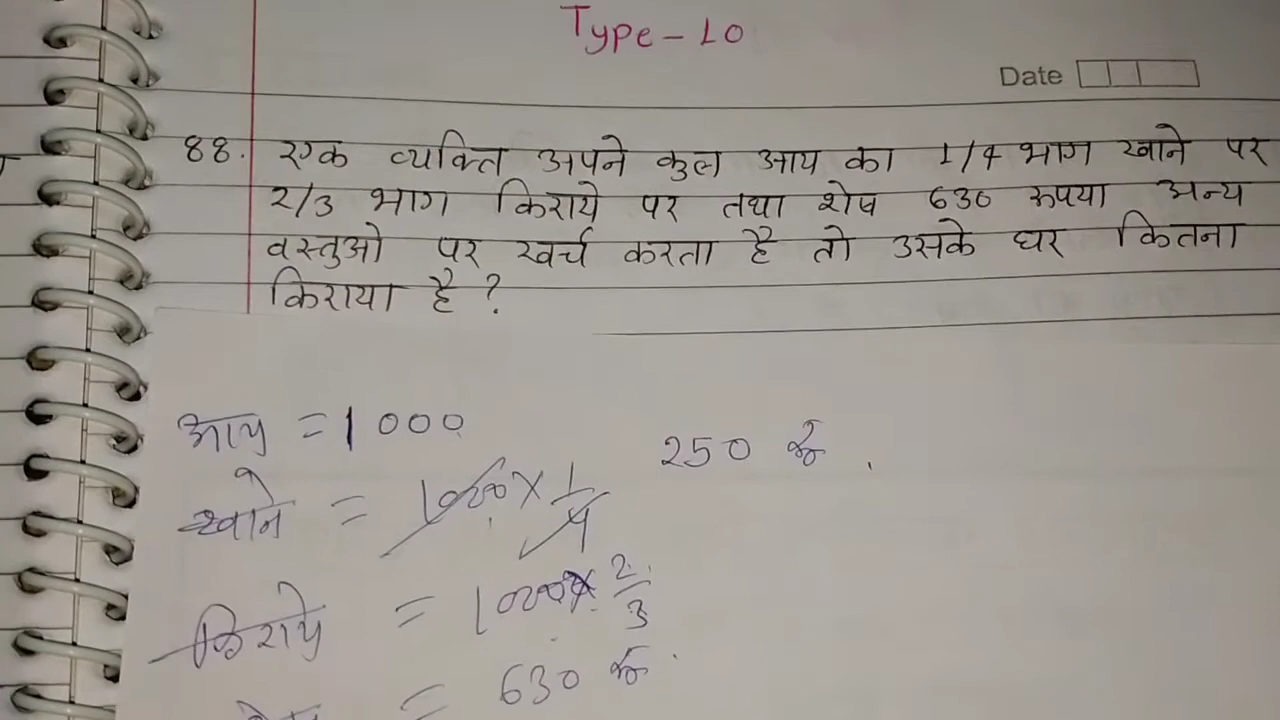 Type - 10
Date
88. एक व्यक्ति अपने कुल आय का 1/4 भाग खाने पर
2/3 भाग किराये पर तथा शेष 630 रुपया अन्य
वस्तुओ पर खर्च करता है तो उसके घर कितना
किराया है ?
आय = 1000
250 रु.
खाने = 1000 × 1/4
किराये = 1000 × 2/3
= 630 रु.